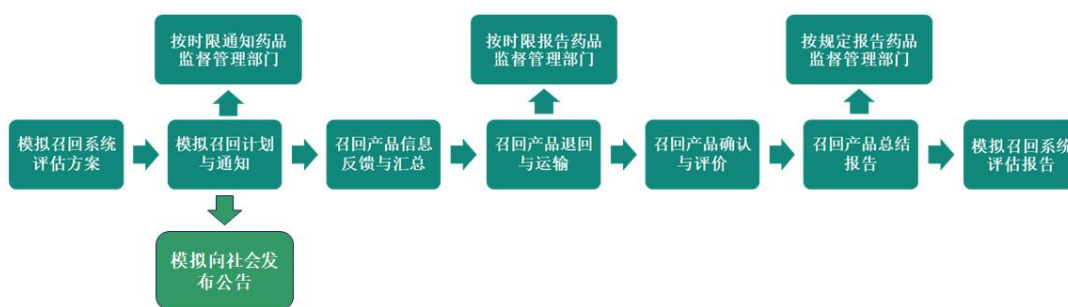 按时限通知药品
监督管理部门
按时限报告药品
监督管理部门
按规定报告药品
监督管理部门
模拟召回系统
评估方案
模拟召回计划
与通知
召回产品信息
反馈与汇总
召回产品退回
与运输
召回产品确认
与评价
召回产品总结
报告
模拟召回系统
评估报告
模拟向社会发
布公告